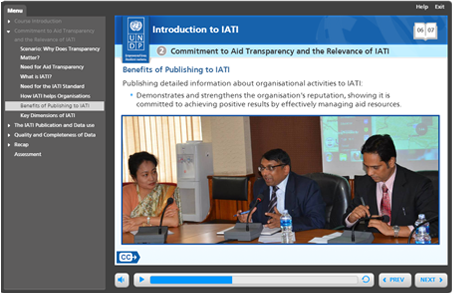 Menu
Help Exit
Course Introduction
Commitment to Aid Transparency
and the Relevance of IATI
Scenario: Why Does Transparency
Matter?
Need for Aid Transparency
What is IATI?
Need for the IATI Standard
How IATI helps Organisations
Benefits of Publishing to IATI
Key Dimensions of IATI
The IATI Publication and Data use
Quality and Completeness of Data
Recap
Assessment
U N
D P
Introduction to IATI
06 07
2 Commitment to Aid Transparency and the Relevance of IATI
Benefits of Publishing to IATI
Publishing detailed information about organisational activities to IATI:
• Demonstrates and strengthens the organisation's reputation, showing it is
committed to achieving positive results by effectively managing aid resources.
CC
PREV
NEXT